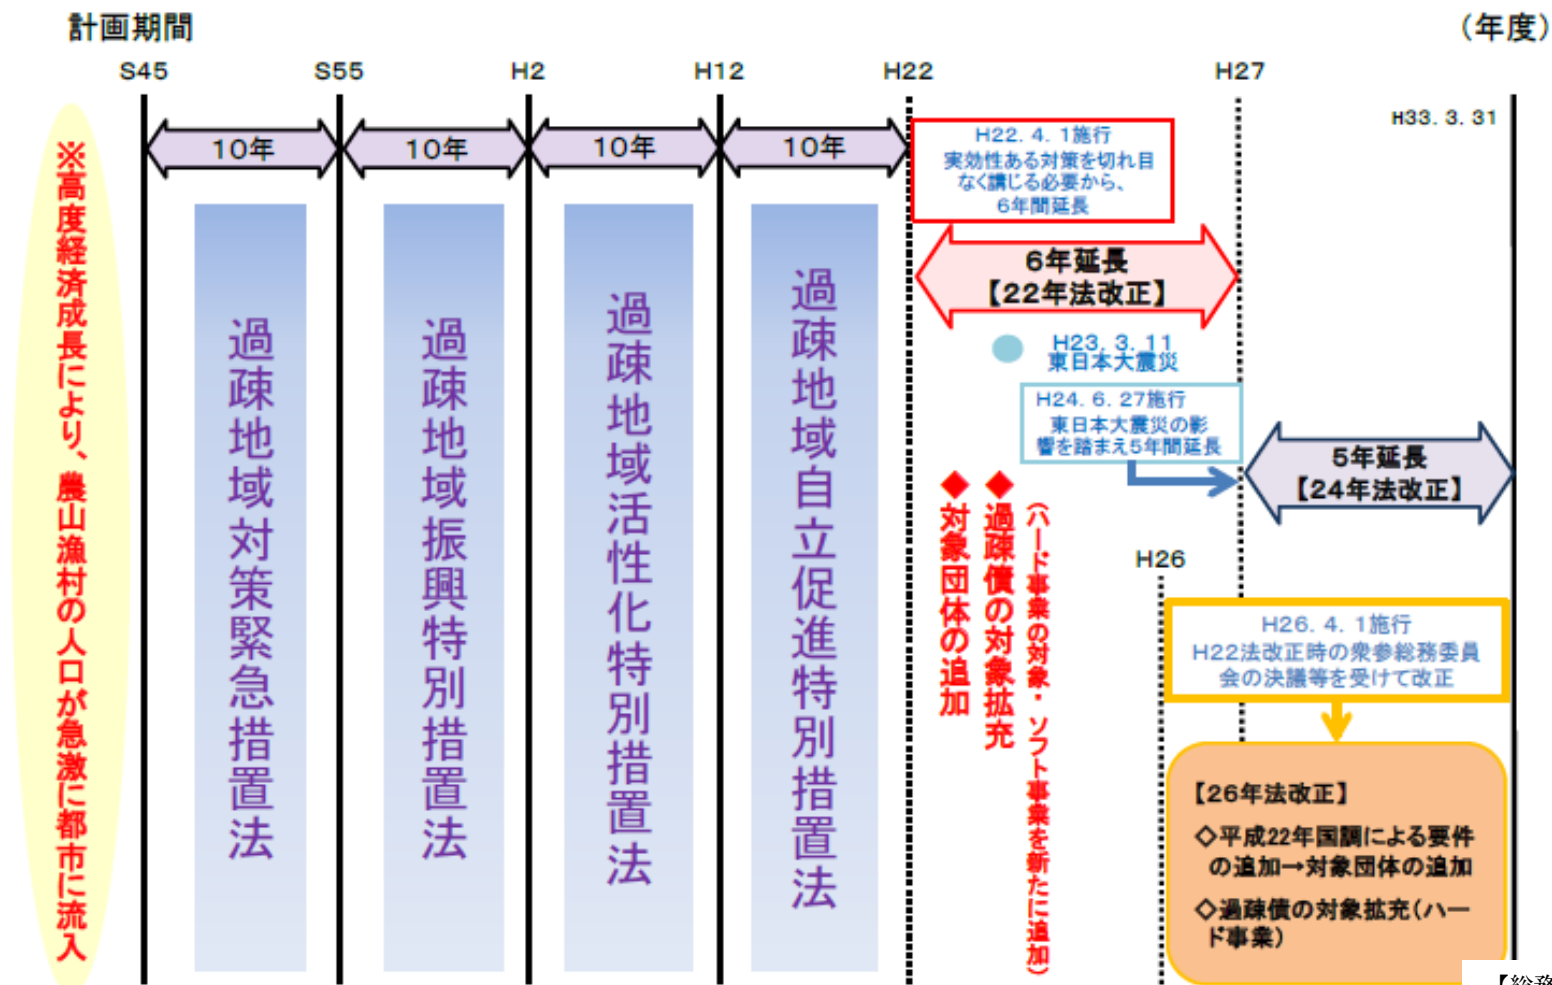 計画期間
(年度)
S45
S55
H2
H12
H22
H27
H33. 3. 31
※高度経済成長により、農山漁村の人口が急激に都市に流入
10年
10年
10年
10年
過疎地域対策緊急措置法
過疎地域振興特別措置法
過疎地域活性化特別措置法
過疎地域自立促進特別措置法
H22. 4. 1施行
実効性ある対策を切れ目
なく講じる必要から、
6年間延長
6年延長
【22年法改正】
H23. 3. 11
東日本大震災
H24. 6. 27施行
東日本大震災の影
響を踏まえ5年間延長
5年延長
【24年法改正】
(ハード事業の対象・ソフト事業を新たに追加)
◆過疎債の対象拡充
◆対象団体の追加
H26
H26. 4. 1施行
H22法改正時の衆参総務委員
会の決議等を受けて改正
【26年法改正】
◇平成22年国調による要件
の追加→対象団体の追加
◇過疎債の対象拡充(ハー
ド事業)